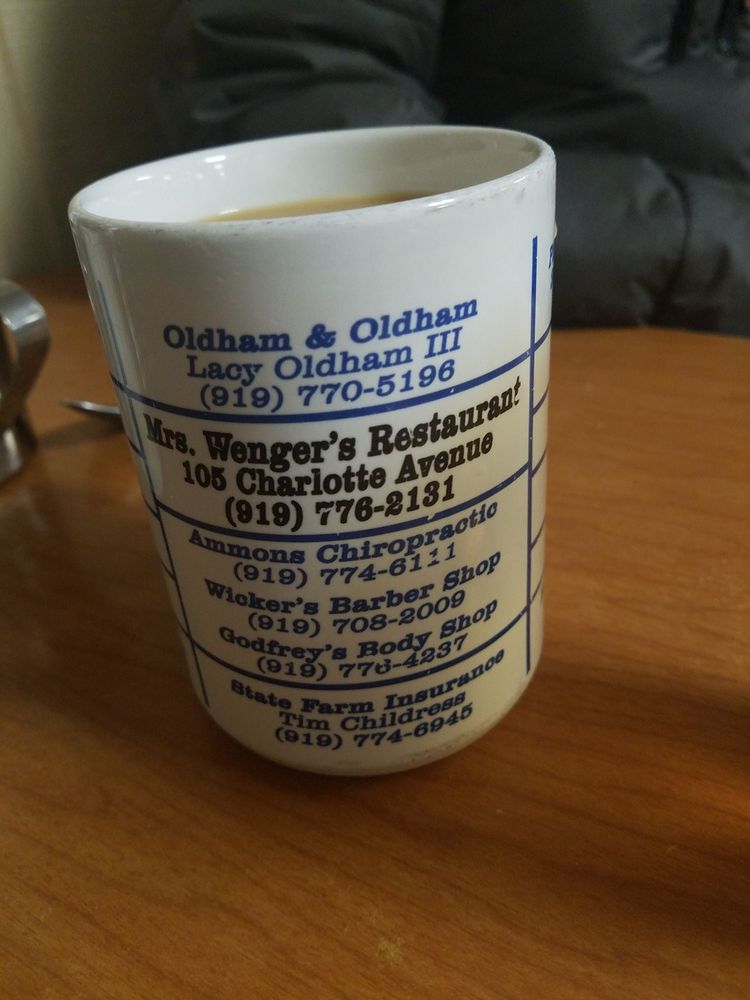 Oldham & Oldham
Lacy Oldham III
(919) 770-5196
Mrs. Wenger's Restaurant
105 Charlotte Avenue
(919) 776-2131
Ammons Chiropractic
(919) 774-6111
Wicker's Barber Shop
(919) 708-2009
Godfrey's Body Shop
(919) 776-4237
State Farm Insurance
Tim Childress
(919) 774-6945